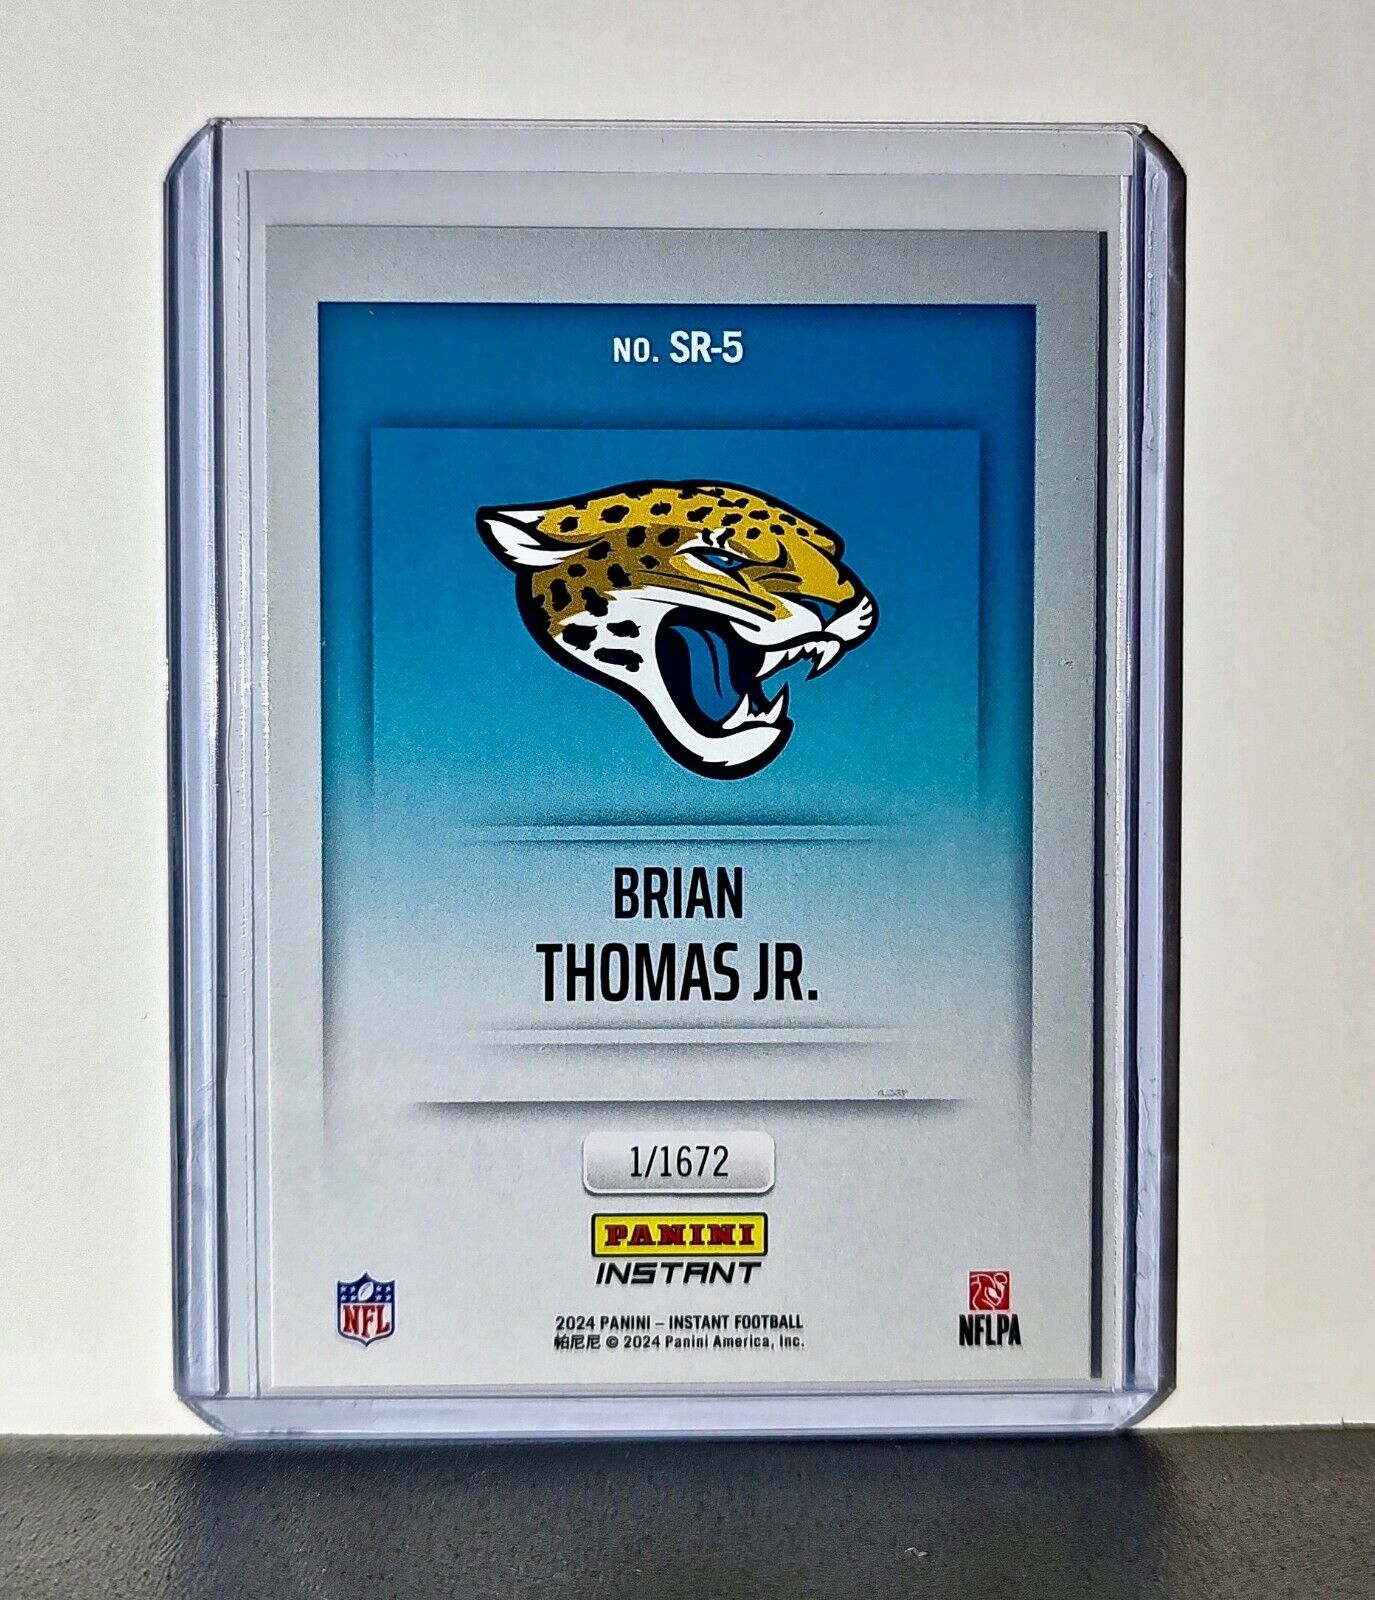 NO. SR-5
BRIAN
THOMAS JR.
1/1672
PANINI
INSTANT
NFL
2024 PANINI – INSTANT FOOTBALL
帕尼尼 © 2024 Panini America, Inc.
NFLPA